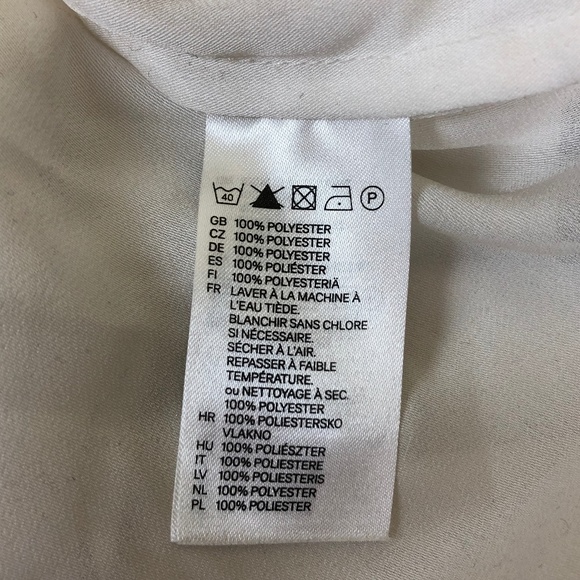 40 P
GB 100% POLYESTER
CZ 100% POLYESTER
DE 100% POLYESTER
ES 100% POLIÉSTER
FI 100% POLYESTERIÄ
FR LAVER À LA MACHINE À
L'EAU TIÈDE.
BLANCHIR SANS CHLORE
SI NÉCESSAIRE.
SÉCHER À L'AIR.
REPASSER À FAIBLE
TEMPÉRATURE.
ou NETTOYAGE À SEC.
100% POLYESTER
HR 100% POLIESTERSKO
VLAKNO
HU 100% POLIÉSZTER
IT 100% POLIESTERE
LV 100% POLIESTERIS
NL 100% POLYESTER
PL 100% POLIESTER